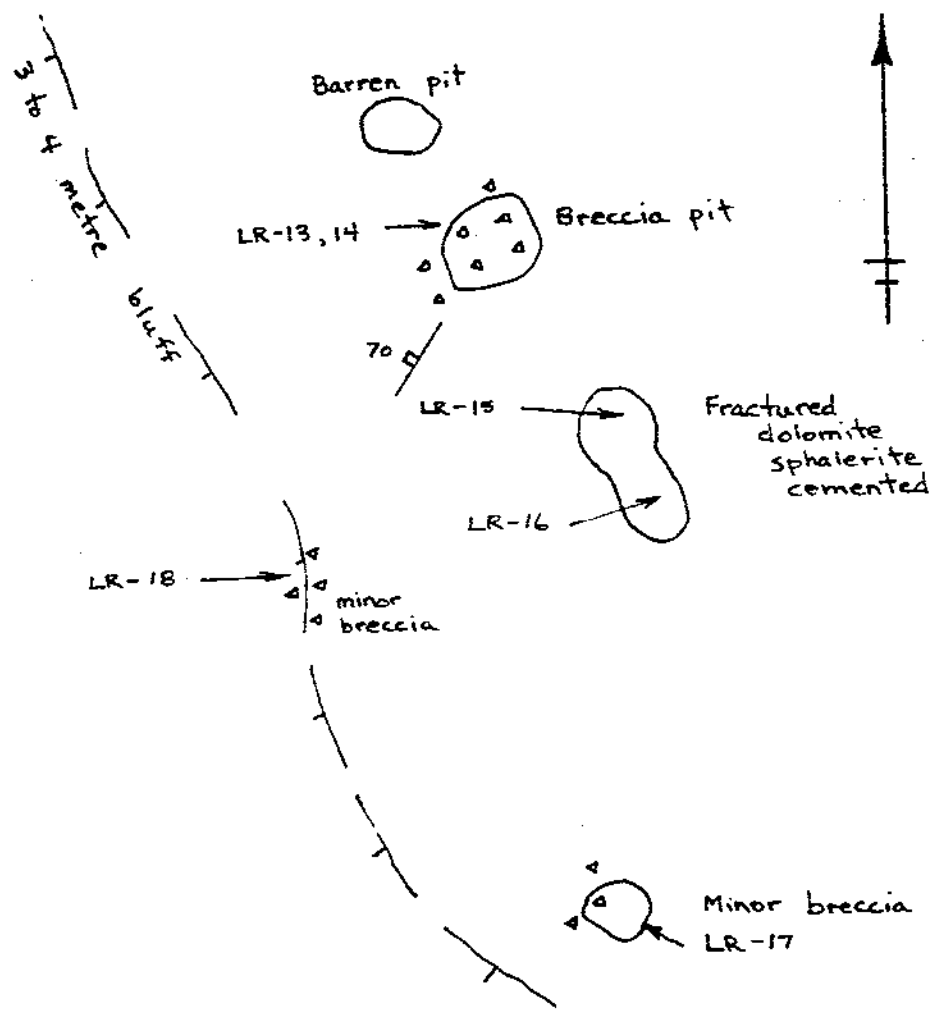 3 to 4 metre bluff
Barren pit
LR-13, 14
Breccia pit
70
LR-15
Fractured
dolomite
sphalerite
cemented
LR-16
LR-18
minor
breccia
Minor breccia
LR-17